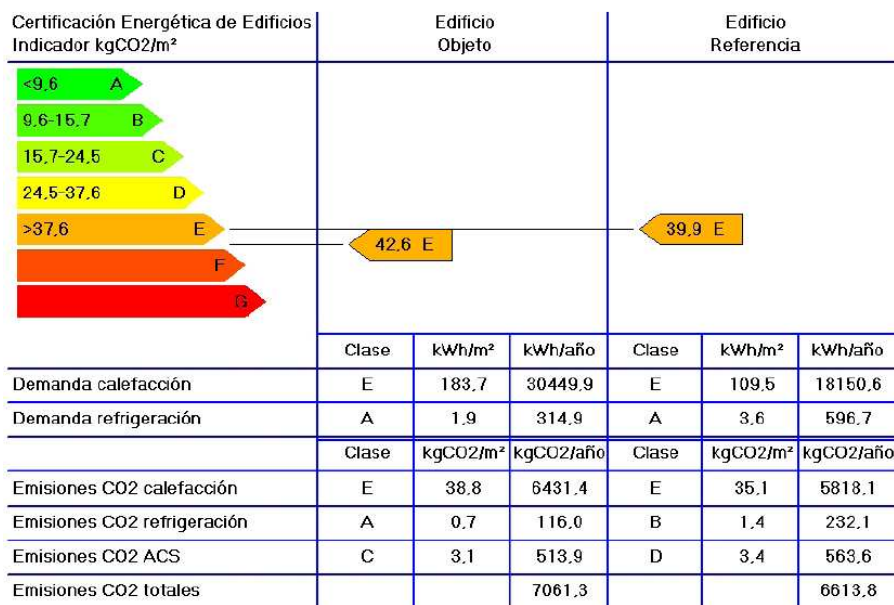 Certificación Energética de Edificios
Indicador kgCO2/m²
Edificio
Objeto
Edificio
Referencia
<9,6 A
9,6-15,7 B
15,7-24,5 C
24,5-37,6 D
>37,6 E
F
G
42,6 E
39,9 E
Clase kWh/m² kWh/año Clase kWh/m² kWh/año
Demanda calefacción E 183,7 30449,9 E 109,5 18150,6
Demanda refrigeración A 1,9 314,9 A 3,6 596,7
Clase kgCO2/m² kgCO2/año Clase kgCO2/m² kgCO2/año
Emisiones CO2 calefacción E 38,8 6431,4 E 35,1 5818,1
Emisiones CO2 refrigeración A 0,7 116,0 B 1,4 232,1
Emisiones CO2 ACS C 3,1 513,9 D 3,4 563,6
Emisiones CO2 totales 7061,3 6613,8